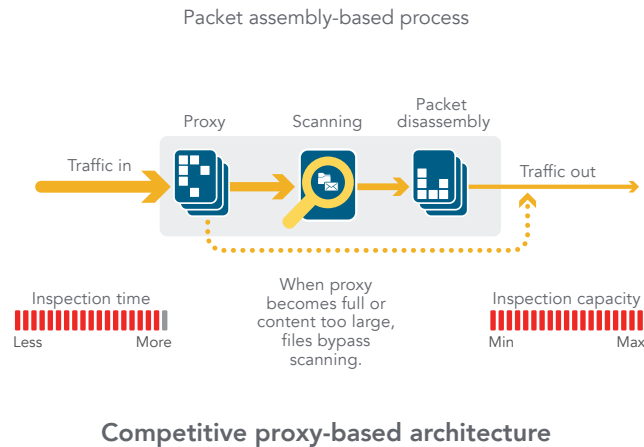 Packet assembly-based process
Proxy
Scanning
Packet
disassembly
Traffic in
Traffic out
When proxy
becomes full or
content too large,
files bypass
scanning.
Inspection time
Less
More
Inspection capacity
Min
Max
Competitive proxy-based architecture